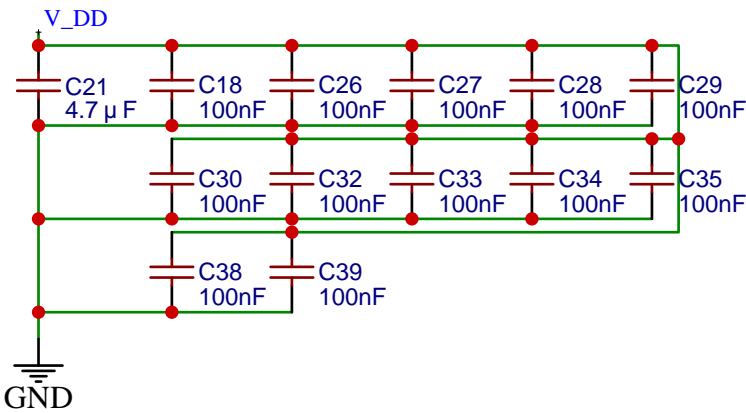 V_DD
C21
4.7 µ F
C18
100nF
C26
100nF
C27
100nF
C28
100nF
C29
100nF
C30
100nF
C32
100nF
C33
100nF
C34
100nF
C35
100nF
C38
100nF
C39
100nF
GND